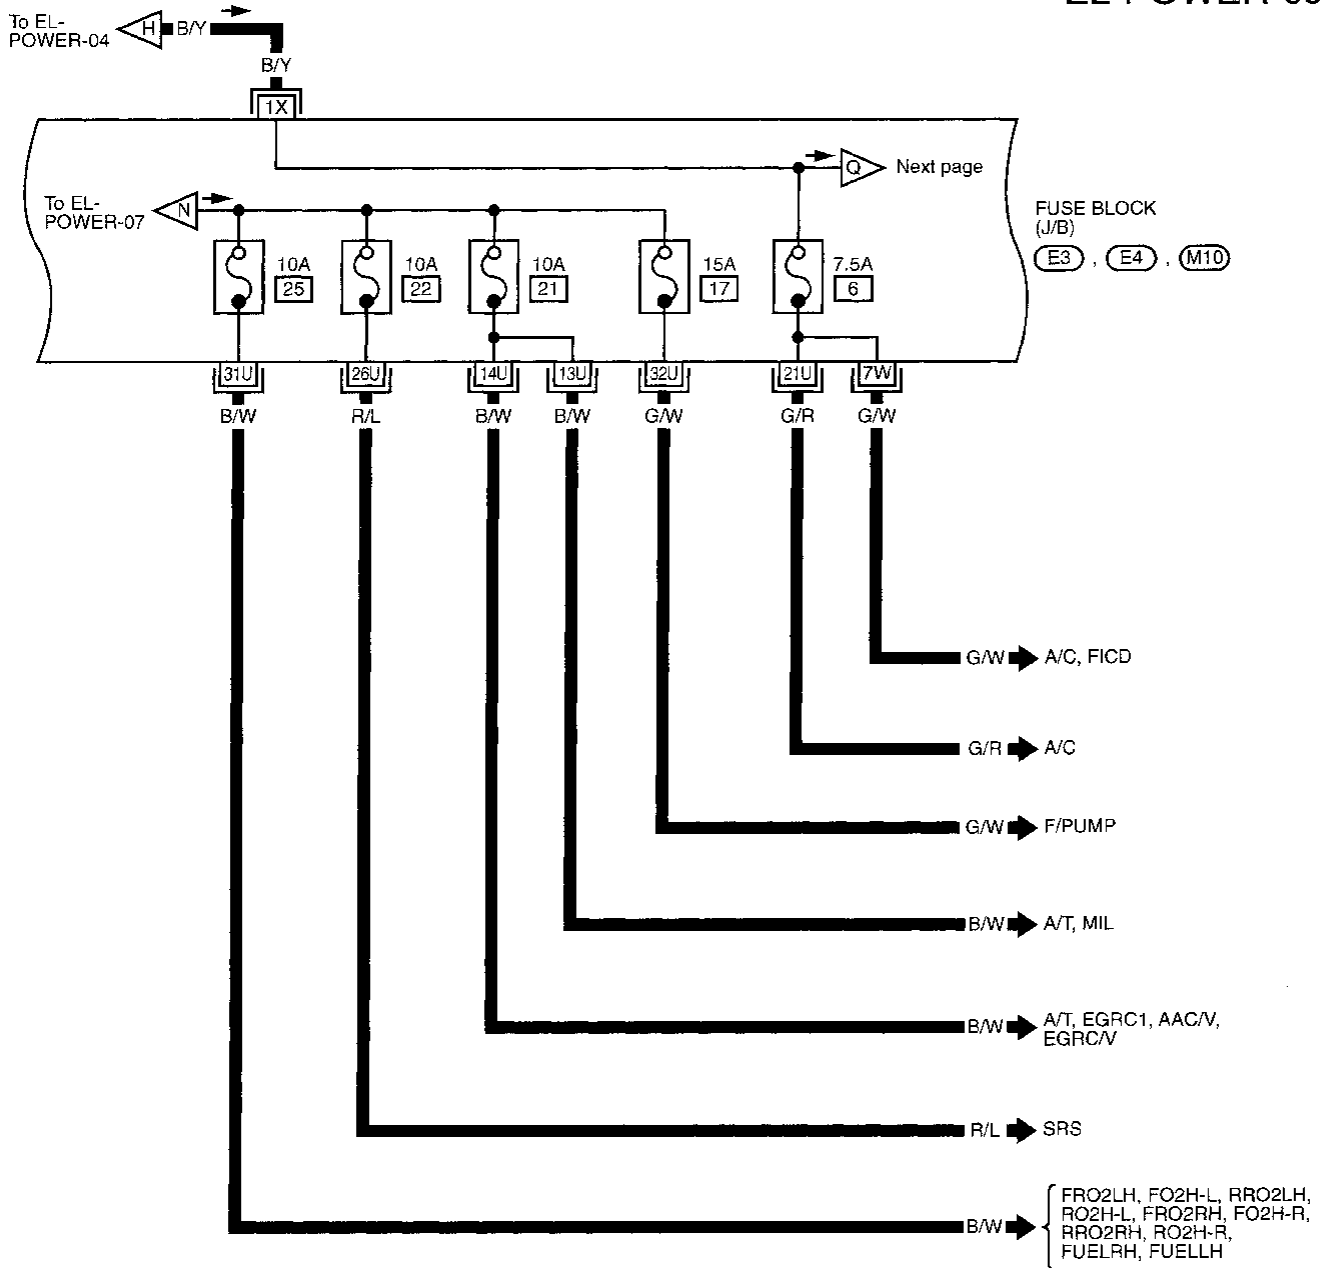 To EL-
POWER-04
H
B/Y
B/Y
1X
Q
Next page
To EL-
POWER-07
N
FUSE BLOCK
(J/B)
E3 , E4 , M10
10A
25
10A
22
10A
21
15A
17
7.5A
6
31U
26U
14U
13U
32U
21U
7W
B/W
R/L
B/W
B/W
G/W
G/R
G/W
G/W
A/C, FICD
G/R
A/C
G/W
F/PUMP
B/W
A/T, MIL
B/W
A/T, EGRC1, AAC/V,
EGRC/V
R/L
SRS
B/W
FRO2LH, FO2H-L, RRO2LH,
RO2H-L, FRO2RH, FO2H-R,
RRO2RH, RO2H-R,
FUELRH, FUELLH